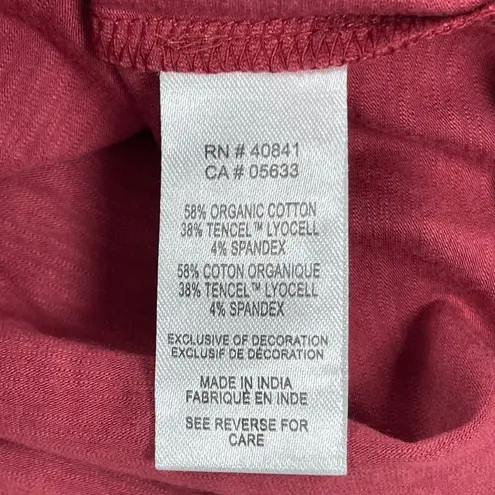 RN # 40841
CA # 05633
58% ORGANIC COTTON
38% TENCEL™ LYOCELL
4% SPANDEX
58% COTON ORGANIQUE
38% TENCEL™ LYOCELL
4% SPANDEX
EXCLUSIVE OF DECORATION
EXCLUSIF DE DÉCORATION
MADE IN INDIA
FABRIQUÉ EN INDE
SEE REVERSE FOR
CARE